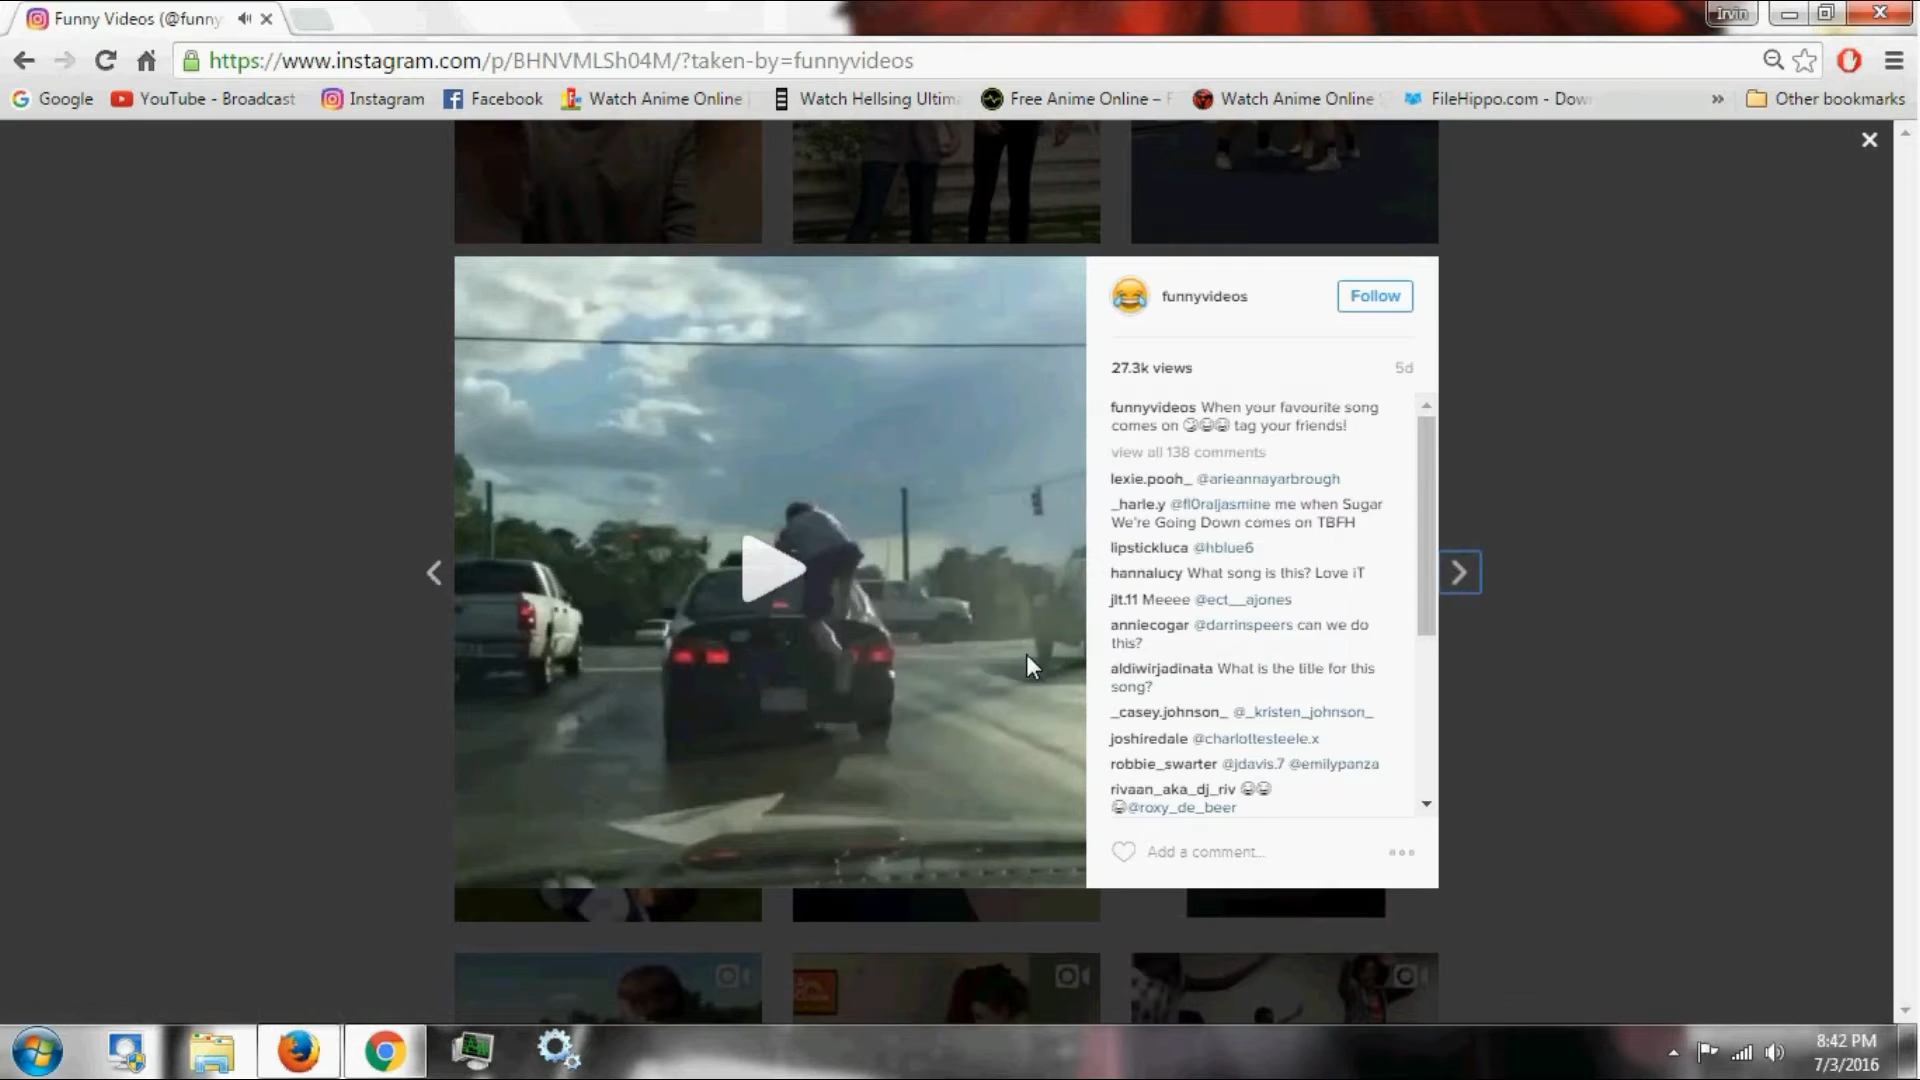 Funny Videos (@funny
Irvin
https://www.instagram.com/p/BHNVMLSh04M/?taken-by=funnyvideos
Google
YouTube - Broadcast
Instagram
Facebook
Watch Anime Online
Watch Hellsing Ultima
Free Anime Online - F
Watch Anime Online
FileHippo.com - Dow
»
Other bookmarks
funnyvideos
Follow
27.3k views
5d
funnyvideos When your favourite song
comes on tag your friends!
view all 138 comments
lexie.pooh_ @arieannayarbrough
_harle.y @fl0raljasmine me when Sugar
We're Going Down comes on TBFH
lipstickluca @hblue6
hannalucy What song is this? Love iT
jlt.11 Meeee @ect__ajones
anniecogar @darrinspeers can we do
this?
aldiwirjadinata What is the title for this
song?
_casey.johnson_ @_kristen_johnson_
joshiredale @charlottesteele.x
robbie_swarter @jdavis.7 @emilypanza
rivaan_aka_dj_riv
@roxy_de_beer
Add a comment...
8:42 PM
7/3/2016